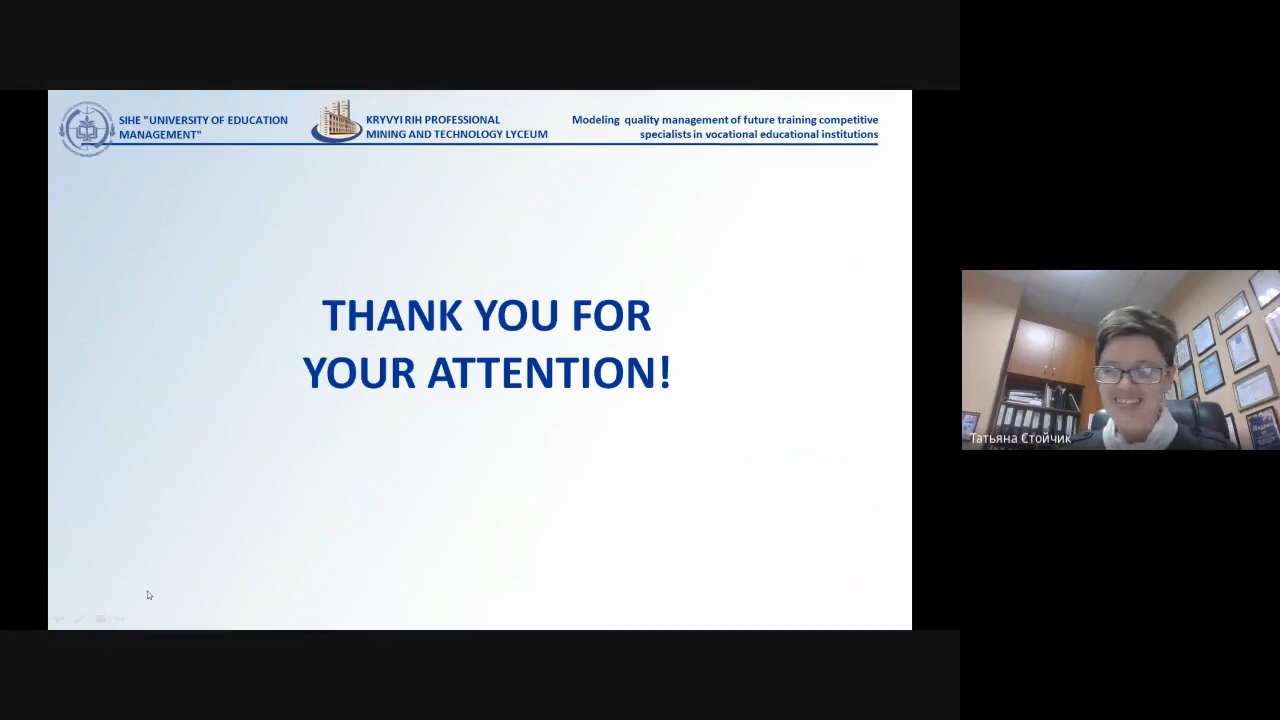 SIHE "UNIVERSITY OF EDUCATION
MANAGEMENT"
KRYVYI RIH PROFESSIONAL
MINING AND TECHNOLOGY LYCEUM
Modeling quality management of future training competitive
specialists in vocational educational institutions
THANK YOU FOR
YOUR ATTENTION!
Татьяна Стойчик